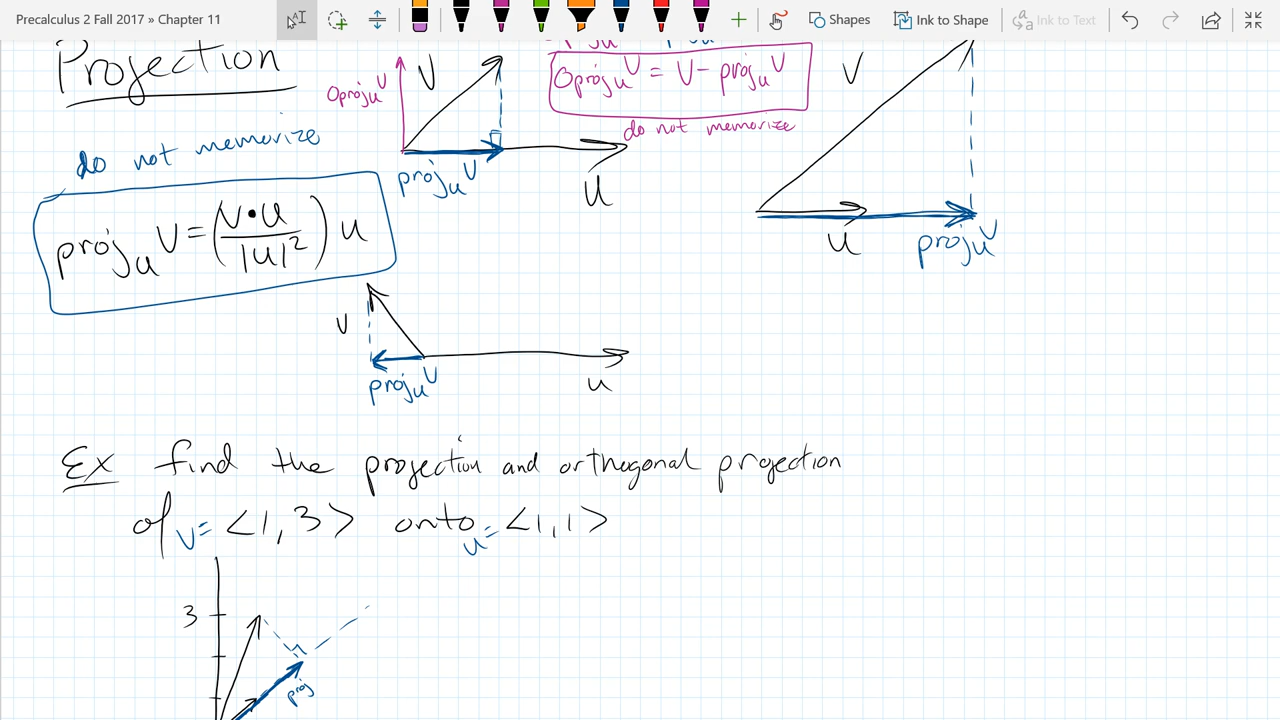 Precalculus 2 Fall 2017 » Chapter 11
Shapes
Ink to Shape
Ink to Text
Projection
do not memorize
proj_u V = (V•u / |u|²) u
Oproj_u V
V
proj_u V
u
Oproj_u V = V - proj_u V
do not memorize
V
u
proj_u V
V
proj_u V
u
Ex find the projection and orthogonal projection
of V= <1,3> onto u= <1,1>
3
proj